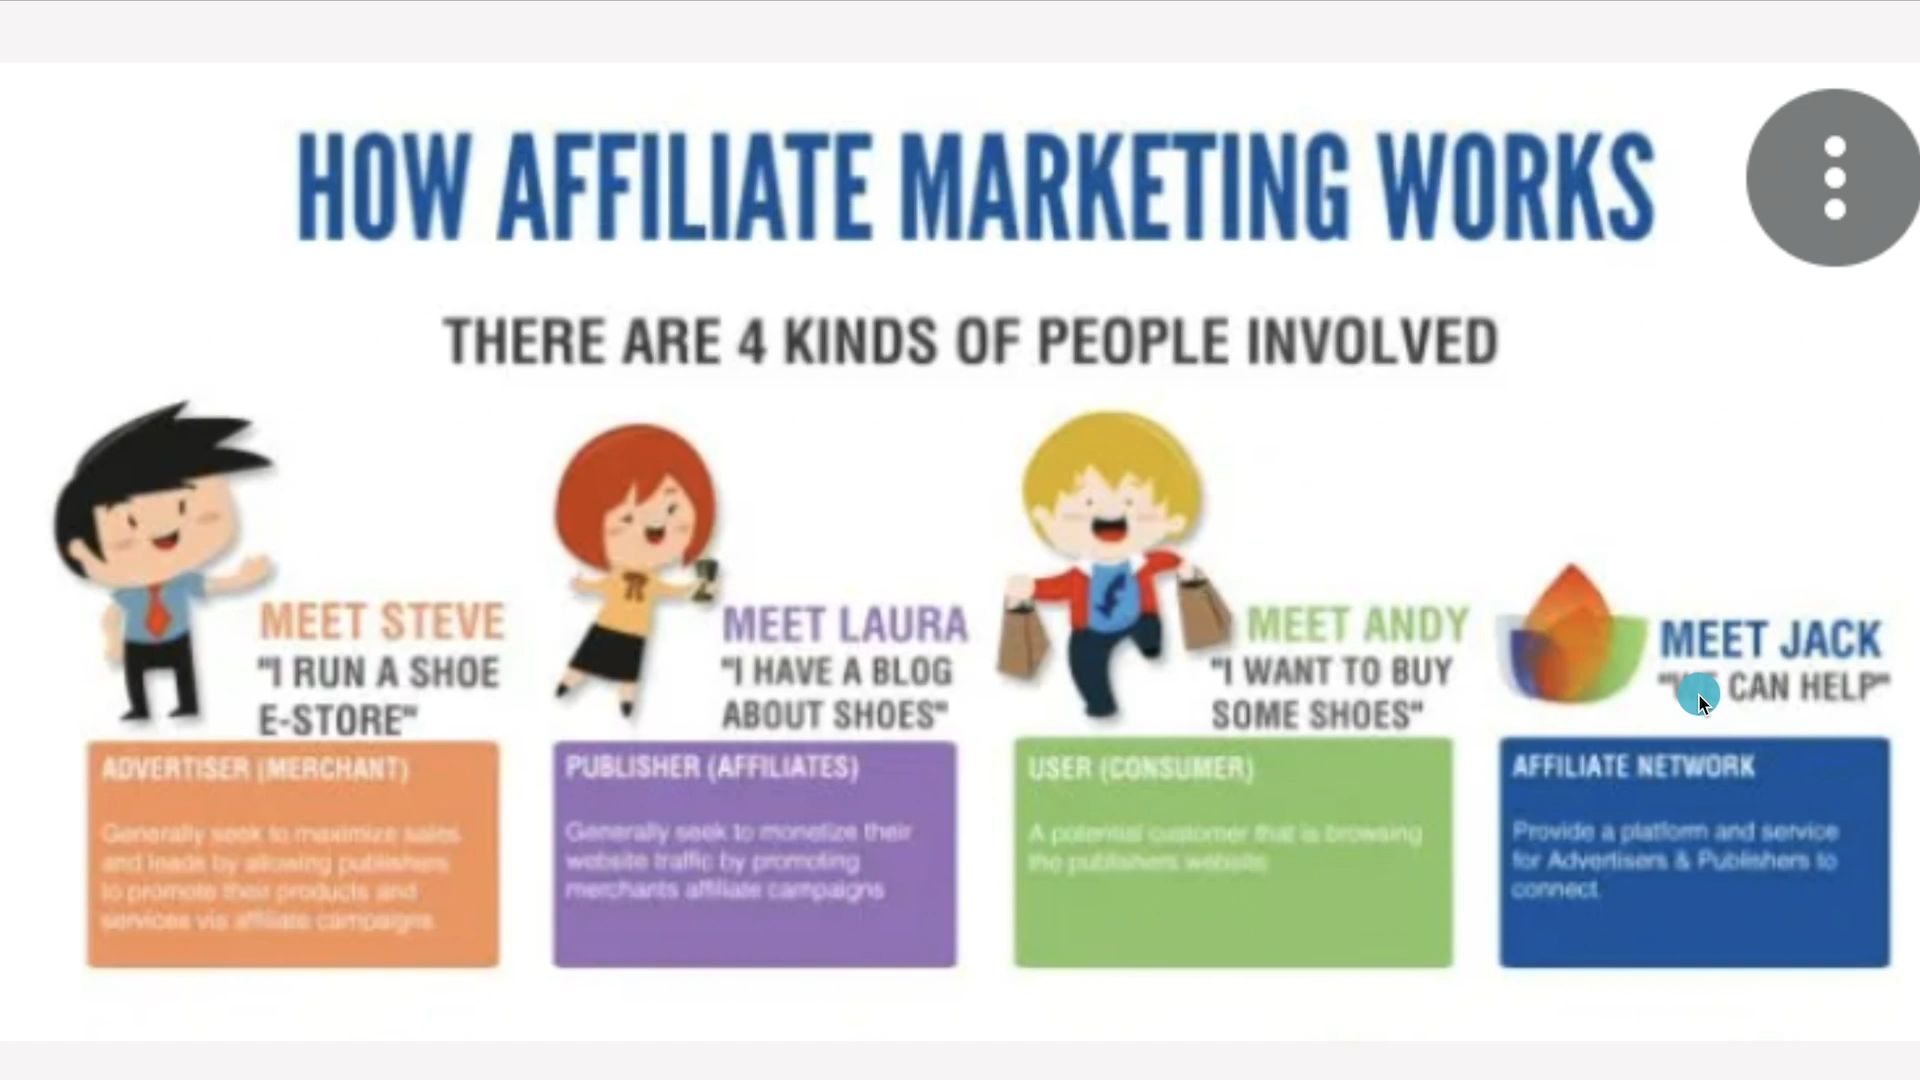 HOW AFFILIATE MARKETING WORKS
THERE ARE 4 KINDS OF PEOPLE INVOLVED
MEET STEVE
"I RUN A SHOE
E-STORE"
ADVERTISER (MERCHANT)
Generally seek to maximize sales
and leads by allowing publishers
to promote their products and
services via affiliate campaigns
MEET LAURA
"I HAVE A BLOG
ABOUT SHOES"
PUBLISHER (AFFILIATES)
Generally seek to monetize their
website traffic by promoting
merchants affiliate campaigns
MEET ANDY
"I WANT TO BUY
SOME SHOES"
USER (CONSUMER)
A potential customer that is browsing
the publishers website
MEET JACK
CAN HELP"
AFFILIATE NETWORK
Provide a platform and service
for Advertisers & Publishers to
connect.